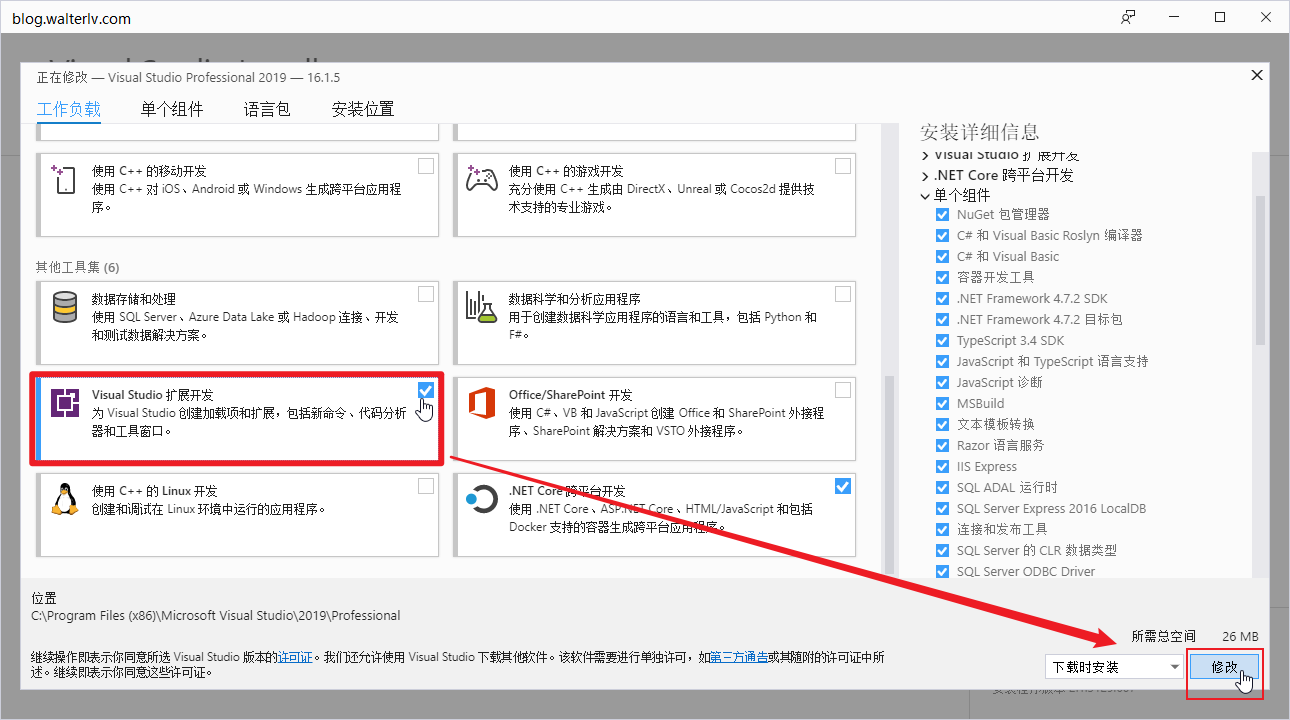 blog.walterlv.com
正在修改 — Visual Studio Professional 2019 — 16.1.5
工作负载
单个组件
语言包
安装位置
使用 C++ 的移动开发
使用 C++ 对 iOS、Android 或 Windows 生成跨平台应用程
序。
使用 C++ 的游戏开发
充分使用 C++ 生成由 DirectX、Unreal 或 Cocos2d 提供技
术支持的专业游戏。
其他工具集 (6)
数据存储和处理
使用 SQL Server、Azure Data Lake 或 Hadoop 连接、开发
和测试数据解决方案。
数据科学和分析应用程序
用于创建数据科学应用程序的语言和工具，包括 Python 和
F#。
Visual Studio 扩展开发
为 Visual Studio 创建加载项和扩展，包括新命令、代码分析
器和工具窗口。
Office/SharePoint 开发
使用 C#、VB 和 JavaScript 创建 Office 和 SharePoint 外接程
序、SharePoint 解决方案和 VSTO 外接程序。
使用 C++ 的 Linux 开发
创建和调试在 Linux 环境中运行的应用程序。
.NET Core 跨平台开发
使用 .NET Core、ASP.NET Core、HTML/JavaScript 和包括
Docker 支持的容器生成跨平台应用程序。
安装详细信息
Visual Studio 扩展开发
.NET Core 跨平台开发
单个组件
NuGet 包管理器
C# 和 Visual Basic Roslyn 编译器
C# 和 Visual Basic
容器开发工具
.NET Framework 4.7.2 SDK
.NET Framework 4.7.2 目标包
TypeScript 3.4 SDK
JavaScript 和 TypeScript 语言支持
JavaScript 诊断
MSBuild
文本模板转换
Razor 语言服务
IIS Express
SQL ADAL 运行时
SQL Server Express 2016 LocalDB
连接和发布工具
SQL Server 的 CLR 数据类型
SQL Server ODBC Driver
位置
C:\Program Files (x86)\Microsoft Visual Studio\2019\Professional
继续操作即表示你同意所选 Visual Studio 版本的许可证。我们还允许使用 Visual Studio 下载其他软件。该软件需要进行单独许可，如第三方通告或其随附的许可证中所
述。继续即表示你同意这些许可证。
所需总空间 26 MB
下载时安装
修改